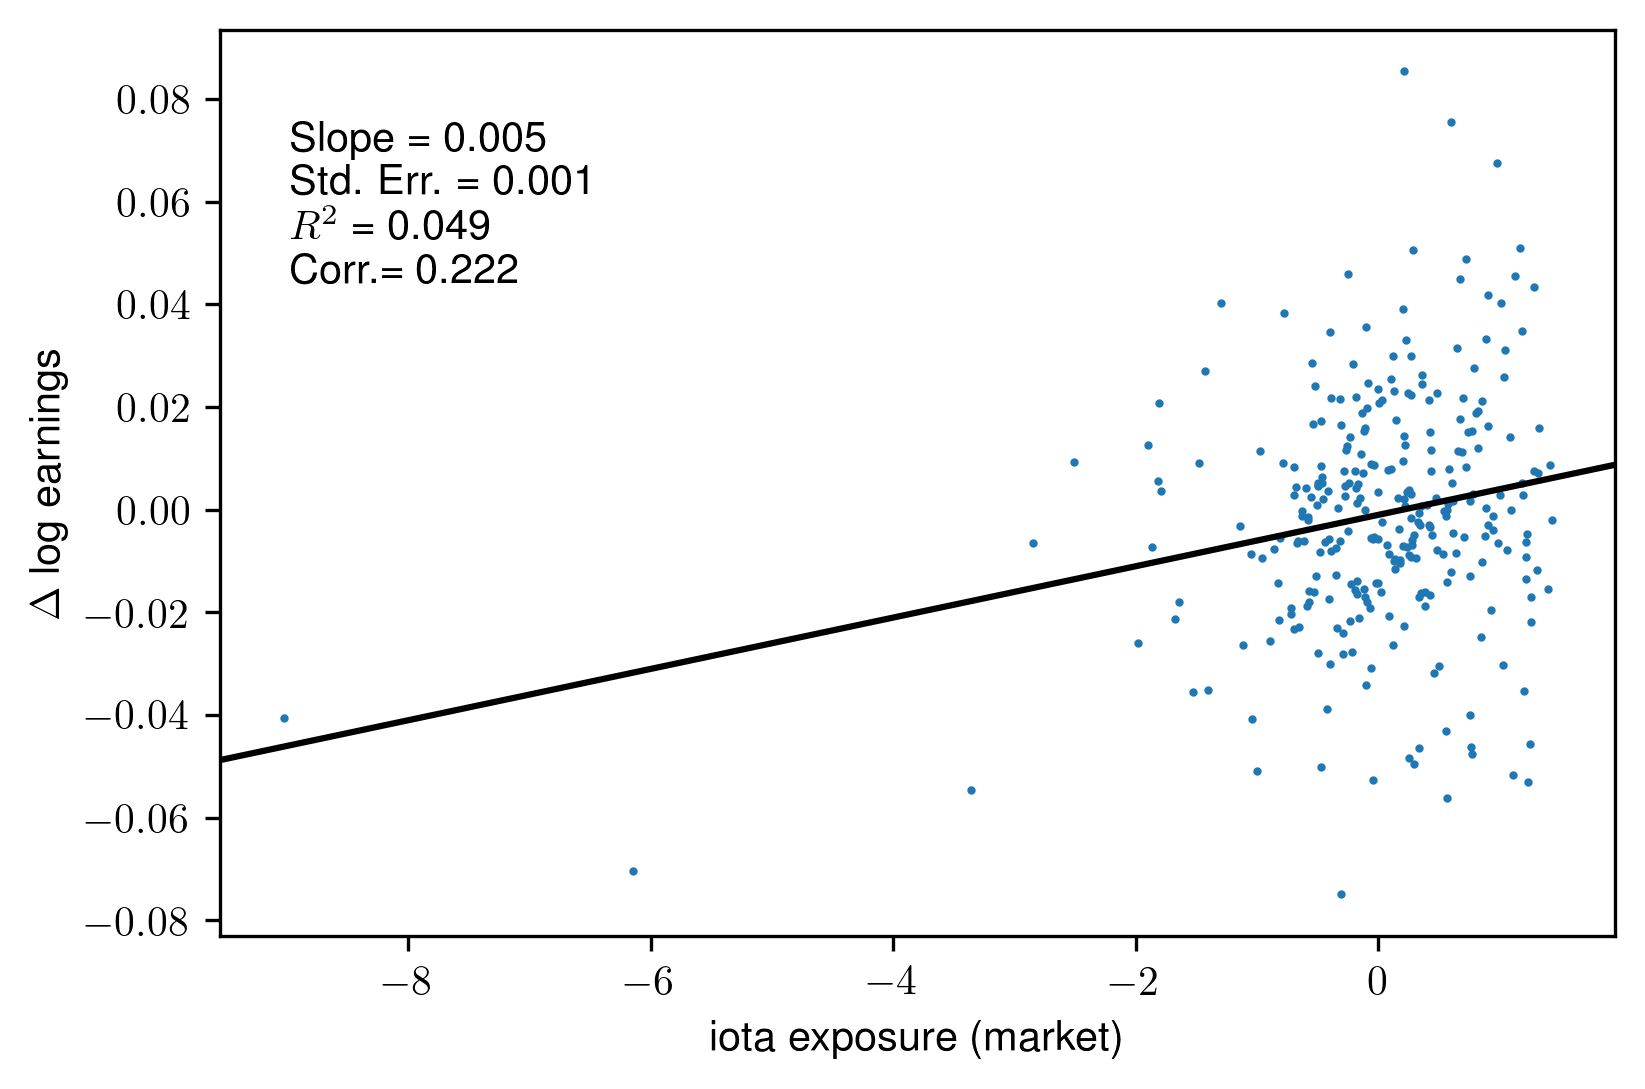 0.08
0.06
0.04
0.02
0.00
−0.02
−0.04
−0.06
−0.08
Δ log earnings
Slope = 0.005
Std. Err. = 0.001
R² = 0.049
Corr.= 0.222
−8 −6 −4 −2 0
iota exposure (market)